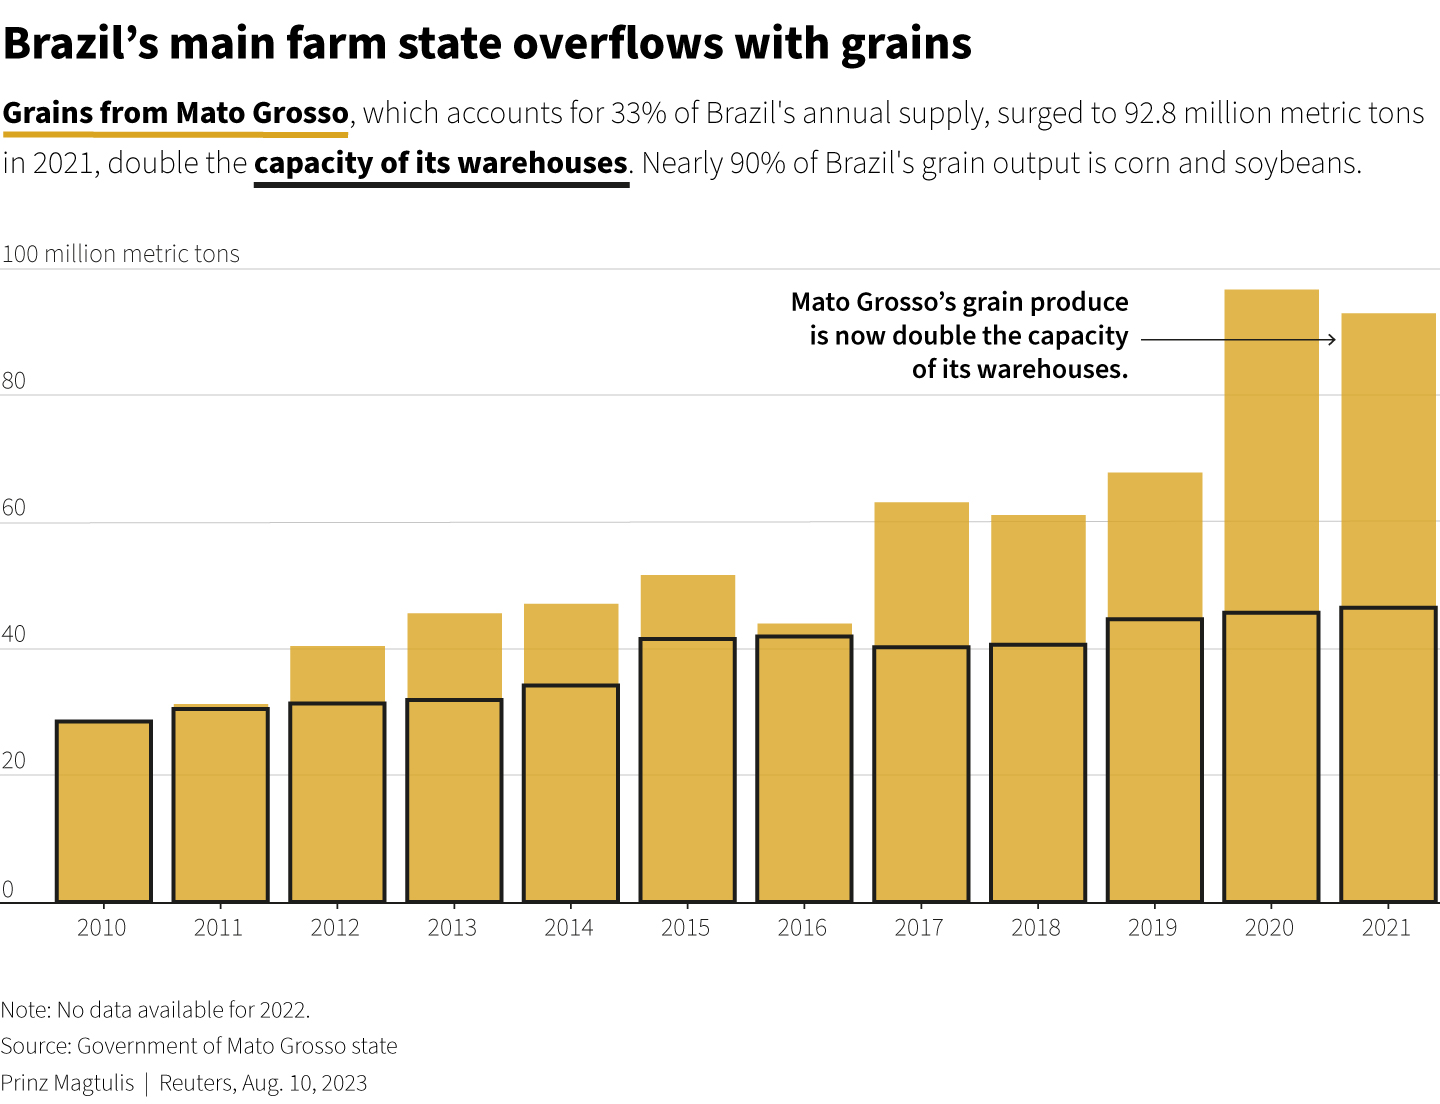 Brazil’s main farm state overflows with grains
Grains from Mato Grosso, which accounts for 33% of Brazil's annual supply, surged to 92.8 million metric tons
in 2021, double the capacity of its warehouses. Nearly 90% of Brazil's grain output is corn and soybeans.
100 million metric tons
Mato Grosso’s grain produce
is now double the capacity
of its warehouses.
80
60
40
20
0
2010 2011 2012 2013 2014 2015 2016 2017 2018 2019 2020 2021
Note: No data available for 2022.
Source: Government of Mato Grosso state
Prinz Magtulis | Reuters, Aug. 10, 2023